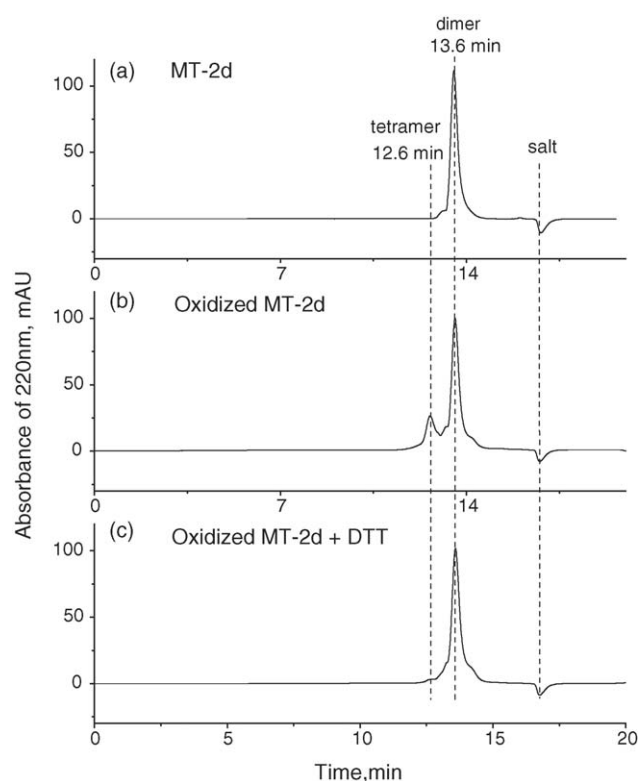 dimer
13.6 min
(a) MT-2d
tetramer
12.6 min
salt
100
50
0
0 7 14
(b) Oxidized MT-2d
100
50
0
0 7 14
(c) Oxidized MT-2d + DTT
100
50
0
0 5 10 15 20
Time,min
Absorbance of 220nm, mAU